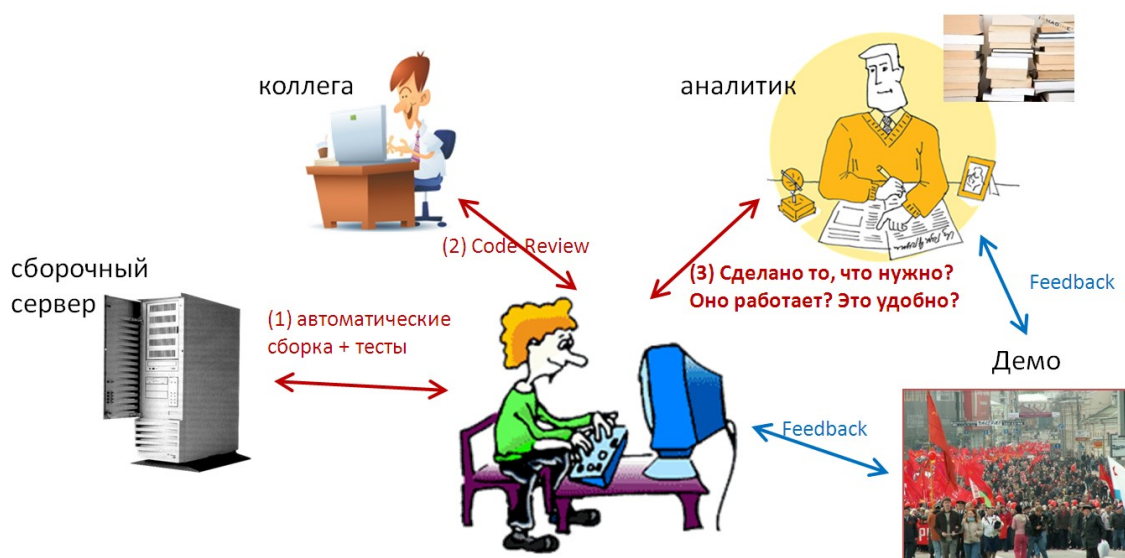 коллега
аналитик
(2) Code Review
(3) Сделано то, что нужно?
Оно работает? Это удобно?
Feedback
сборочный
сервер
(1) автоматические
сборка + тесты
Демо
Feedback